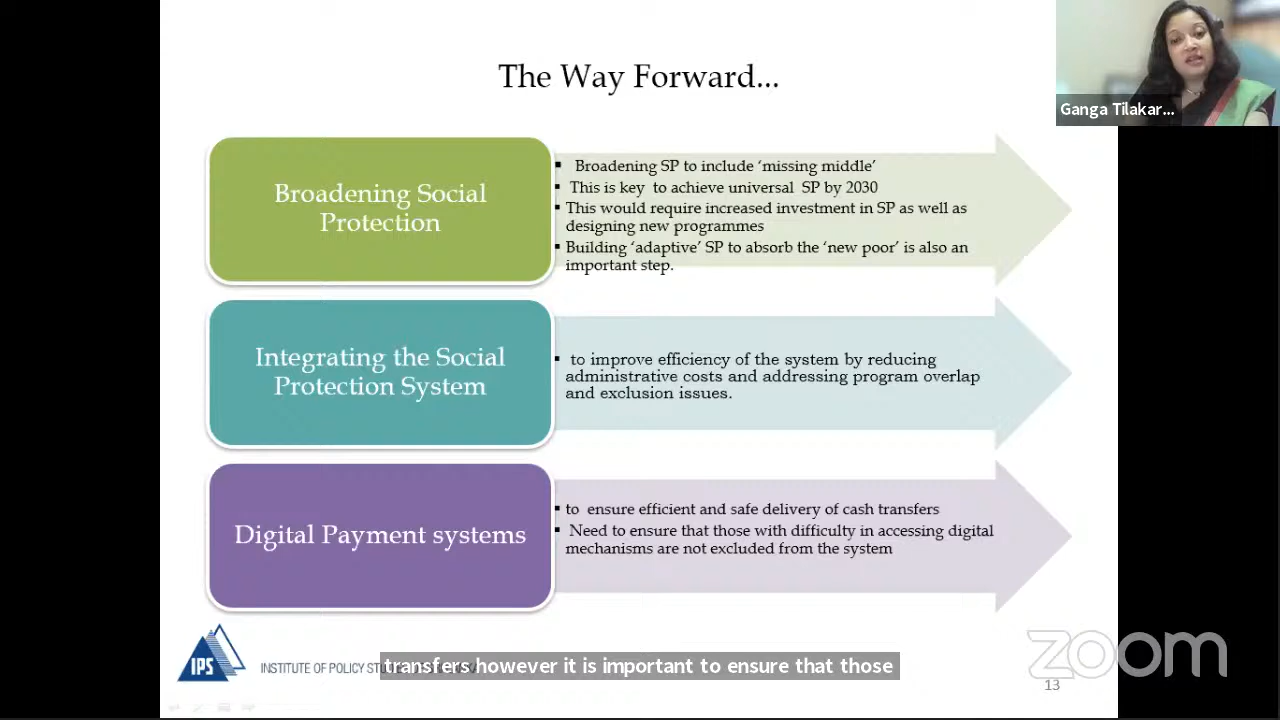 The Way Forward...
Ganga Tilakar...
Broadening Social
Protection
▪ Broadening SP to include ‘missing middle’
▪ This is key to achieve universal SP by 2030
▪ This would require increased investment in SP as well as
designing new programmes
▪ Building ‘adaptive’ SP to absorb the ‘new poor’ is also an
important step.
Integrating the Social
Protection System
▪ to improve efficiency of the system by reducing
administrative costs and addressing program overlap
and exclusion issues.
Digital Payment systems
▪ to ensure efficient and safe delivery of cash transfers
▪ Need to ensure that those with difficulty in accessing digital
mechanisms are not excluded from the system
IPS
INSTITUTE OF POLICY
transfers however it is important to ensure that those
zoom
13